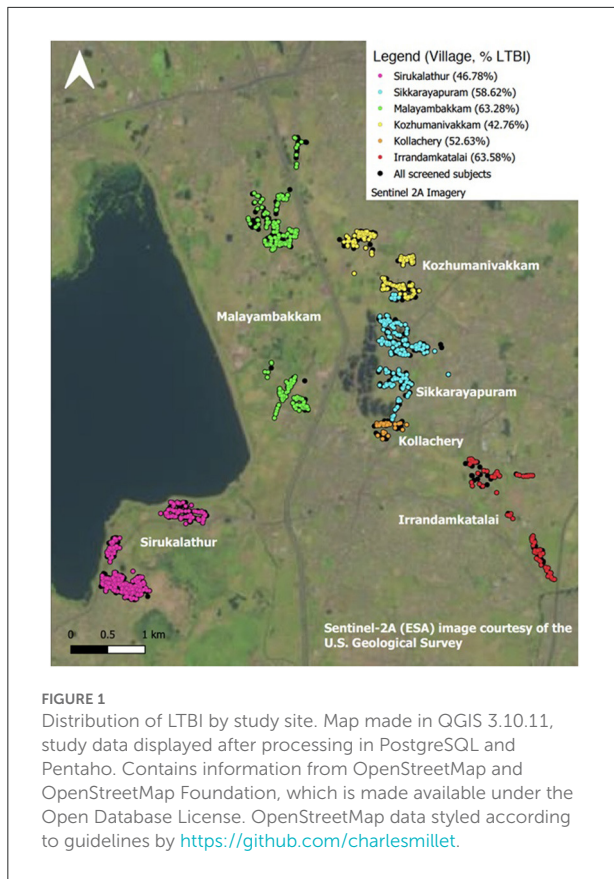 Legend (Village, % LTBI)
Sirukalathur (46.78%)
Sikkarayapuram (58.62%)
Malayambakkam (63.28%)
Kozhumanivakkam (42.76%)
Kollachery (52.63%)
Irrandamkatalai (63.58%)
All screened subjects
Sentinel 2A Imagery
Kozhumanivakkam
Malayambakkam
Sikkarayapuram
Kollachery
Irrandamkatalai
Sirukalathur
0 0.5 1 km
Sentinel-2A (ESA) image courtesy of the
U.S. Geological Survey
FIGURE 1
Distribution of LTBI by study site. Map made in QGIS 3.10.11,
study data displayed after processing in PostgreSQL and
Pentaho. Contains information from OpenStreetMap and
OpenStreetMap Foundation, which is made available under the
Open Database License. OpenStreetMap data styled according
to guidelines by https://github.com/charlesmillet.